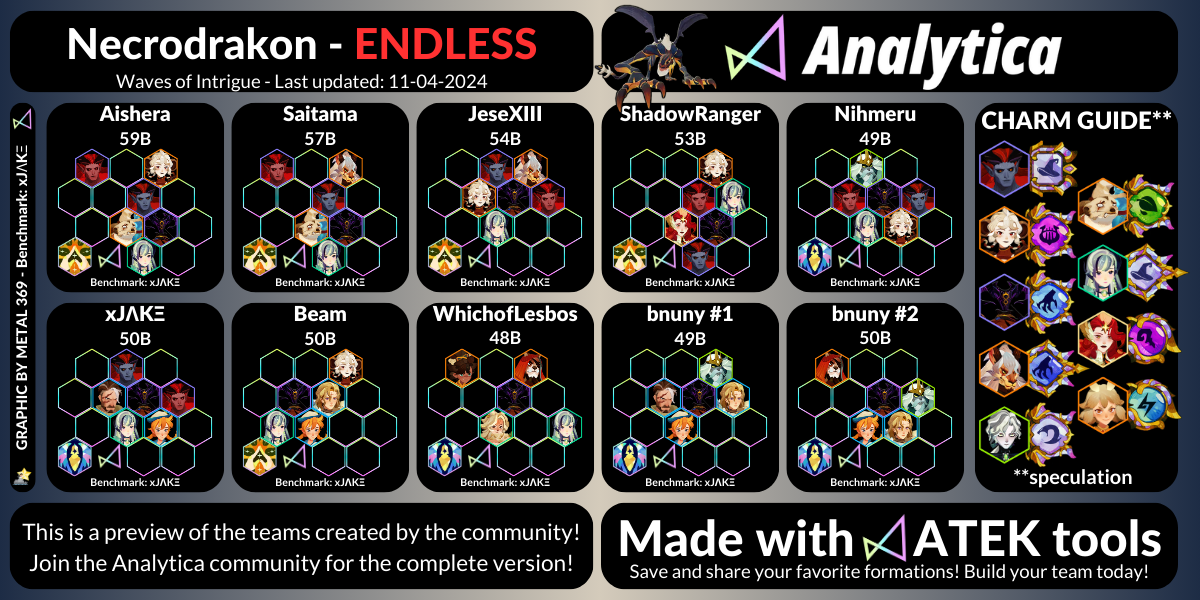 Necrodrakon - ENDLESS
Waves of Intrigue - Last updated: 11-04-2024
Analytica
GRAPHIC BY METAL 369 - Benchmark: xJΛKΞ
Aishera
59B
Benchmark: xJΛKΞ
Saitama
57B
Benchmark: xJΛKΞ
JeseXIII
54B
Benchmark: xJΛKΞ
ShadowRanger
53B
Benchmark: xJΛKΞ
Nihmeru
49B
Benchmark: xJΛKΞ
xJΛKΞ
50B
Benchmark: xJΛKΞ
Beam
50B
Benchmark: xJΛKΞ
WhichofLesbos
48B
Benchmark: xJΛKΞ
bnuny #1
49B
Benchmark: xJΛKΞ
bnuny #2
50B
Benchmark: xJΛKΞ
CHARM GUIDE**
**speculation
This is a preview of the teams created by the community!
Join the Analytica community for the complete version!
Made with ATEK tools
Save and share your favorite formations! Build your team today!